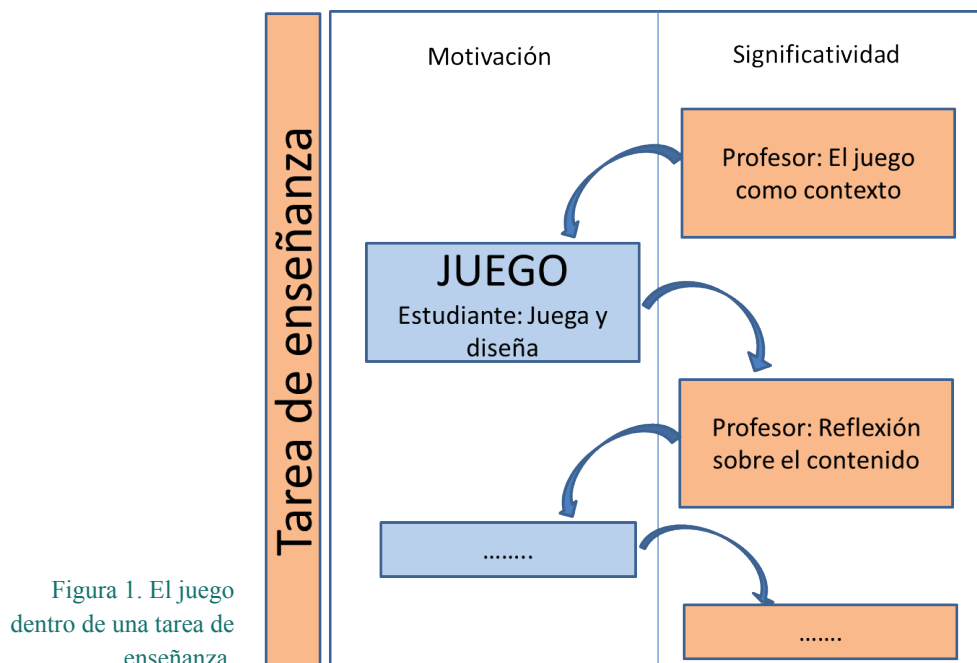 Tarea de enseñanza
Motivación
Significatividad
Profesor: El juego
como contexto
JUEGO
Estudiante: Juega y
diseña
Profesor: Reflexión
sobre el contenido
........
.......
Figura 1. El juego
dentro de una tarea de
enseñanza.